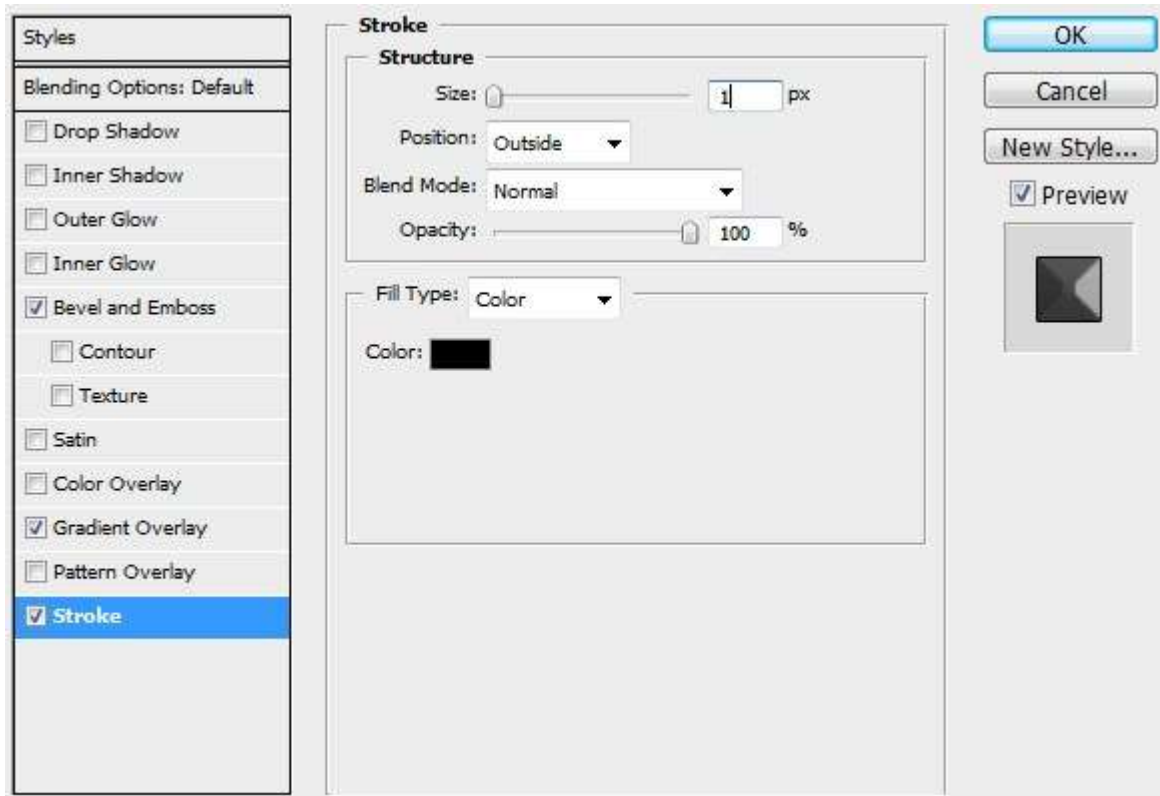 Styles
Blending Options: Default
Drop Shadow
Inner Shadow
Outer Glow
Inner Glow
Bevel and Emboss
Contour
Texture
Satin
Color Overlay
Gradient Overlay
Pattern Overlay
Stroke
Stroke
Structure
Size: 1 px
Position: Outside
Blend Mode: Normal
Opacity: 100 %
Fill Type: Color
Color:
OK
Cancel
New Style...
Preview